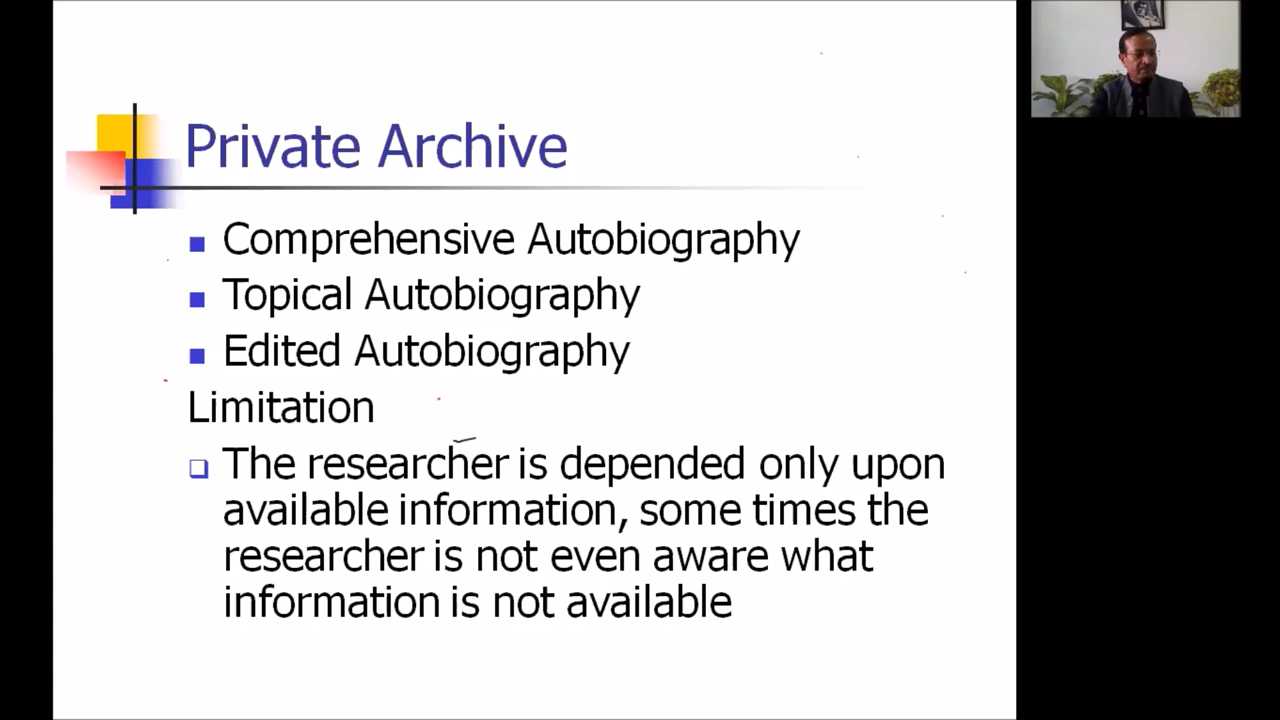 Private Archive
Comprehensive Autobiography
Topical Autobiography
Edited Autobiography
Limitation
The researcher is depended only upon
available information, some times the
researcher is not even aware what
information is not available